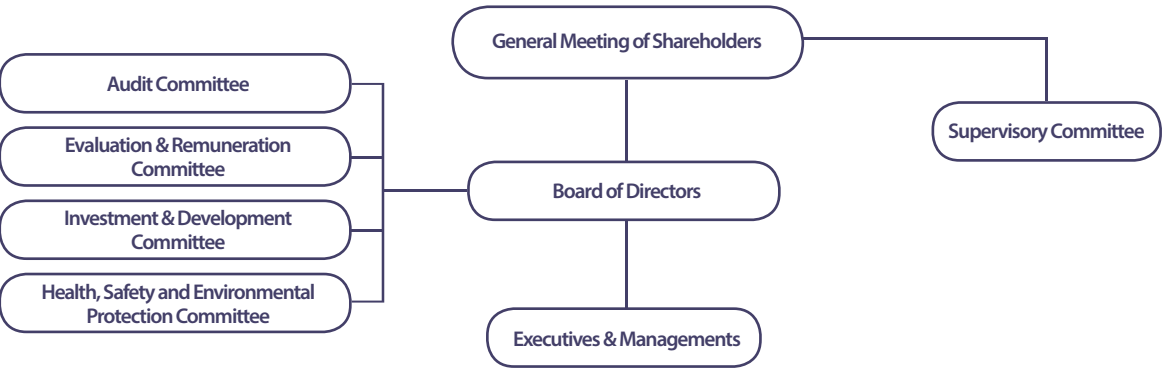 General Meeting of Shareholders
Audit Committee
Supervisory Committee
Evaluation & Remuneration
Committee
Board of Directors
Investment & Development
Committee
Health, Safety and Environmental
Protection Committee
Executives & Managements